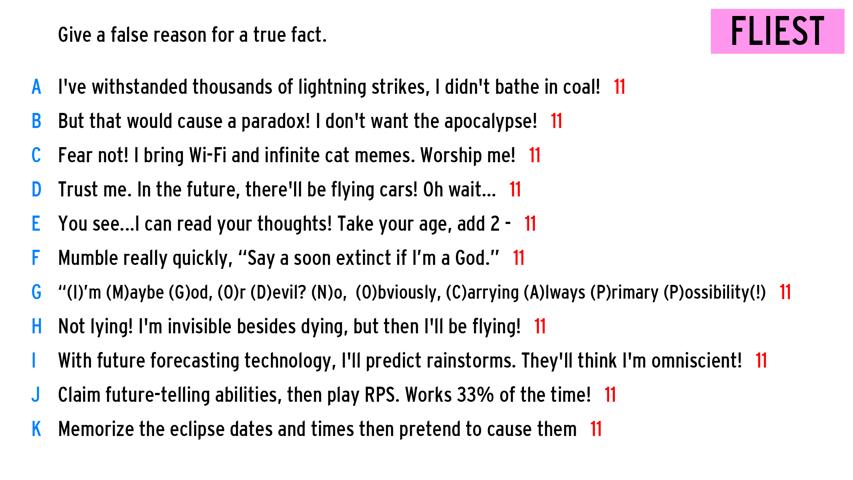 Give a false reason for a true fact.
FLIEST
A I've withstanded thousands of lightning strikes, I didn't bathe in coal! 11
B But that would cause a paradox! I don't want the apocalypse! 11
C Fear not! I bring Wi-Fi and infinite cat memes. Worship me! 11
D Trust me. In the future, there'll be flying cars! Oh wait... 11
E You see...I can read your thoughts! Take your age, add 2 - 11
F Mumble really quickly, “Say a soon extinct if I’m a God.” 11
G “(I)’m (M)aybe (G)od, (O)r (D)evil? (N)o, (O)bviously, (C)arrying (A)lways (P)rimary (P)ossibility(!) 11
H Not lying! I'm invisible besides dying, but then I'll be flying! 11
I With future forecasting technology, I'll predict rainstorms. They'll think I'm omniscient! 11
J Claim future-telling abilities, then play RPS. Works 33% of the time! 11
K Memorize the eclipse dates and times then pretend to cause them 11